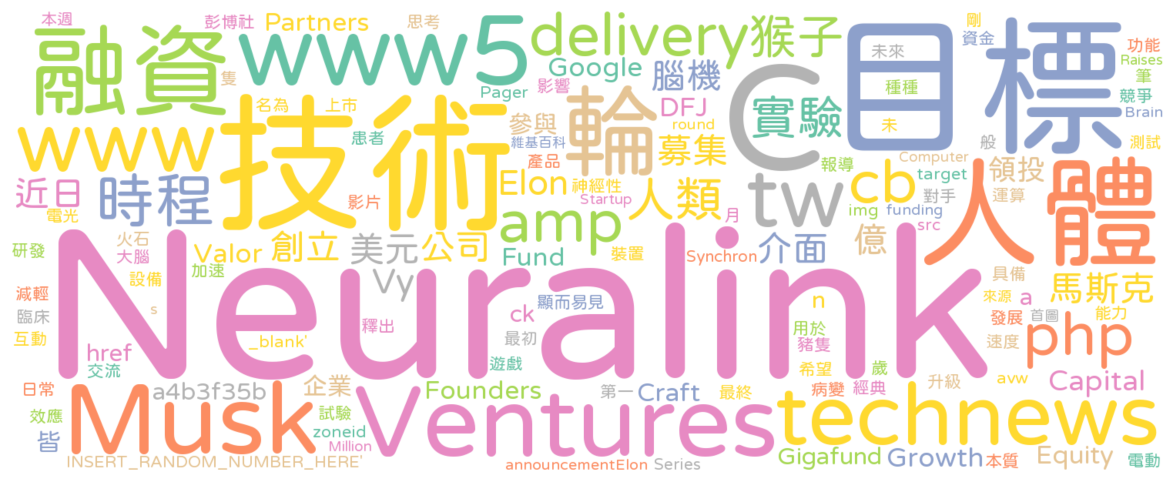 本週
彭博社
Partners
思考
融資
www
5
delivery
猴子
目標
剛
資金
未來
功能
Raises
筆
隻
Google
Pager
影響
腦機
DFJ
C
實驗
種種
未
競爭
Brain
www
技術
名為
上市
患者
輪
參與
維基百科
產品
round
募集
報導
般
測試
近日
電光
時程
影片
Elon
神經性
Startup
人類
月
tw
cb
Computer
target
img
對手
funding
src
領投
運算
人體
研發
火石
大腦
Valor
創立
美元
公司
amp
Fund
裝置
Synchron
介面
億
馬斯克
減輕
設備
加速
Vy
顯而易見
n
a
具備
來源
能力
臨床
s
釋出
ck
最初
用於
發展
首圖
php
互動
Neuralink
_blank'
href
交流
遊戲
豬隻
速度
日常
a4b3f35b
企業
Founders
第一
Craft
最終
希望
病變
歲
經典
升級
avw
Capital
效應
皆
Musk
試驗
zoneid
Million
Ventures
technews
INSERT_RANDOM_NUMBER_HERE'
announcementElon
Series
Gigafund
Growth
本質
Equity
電動